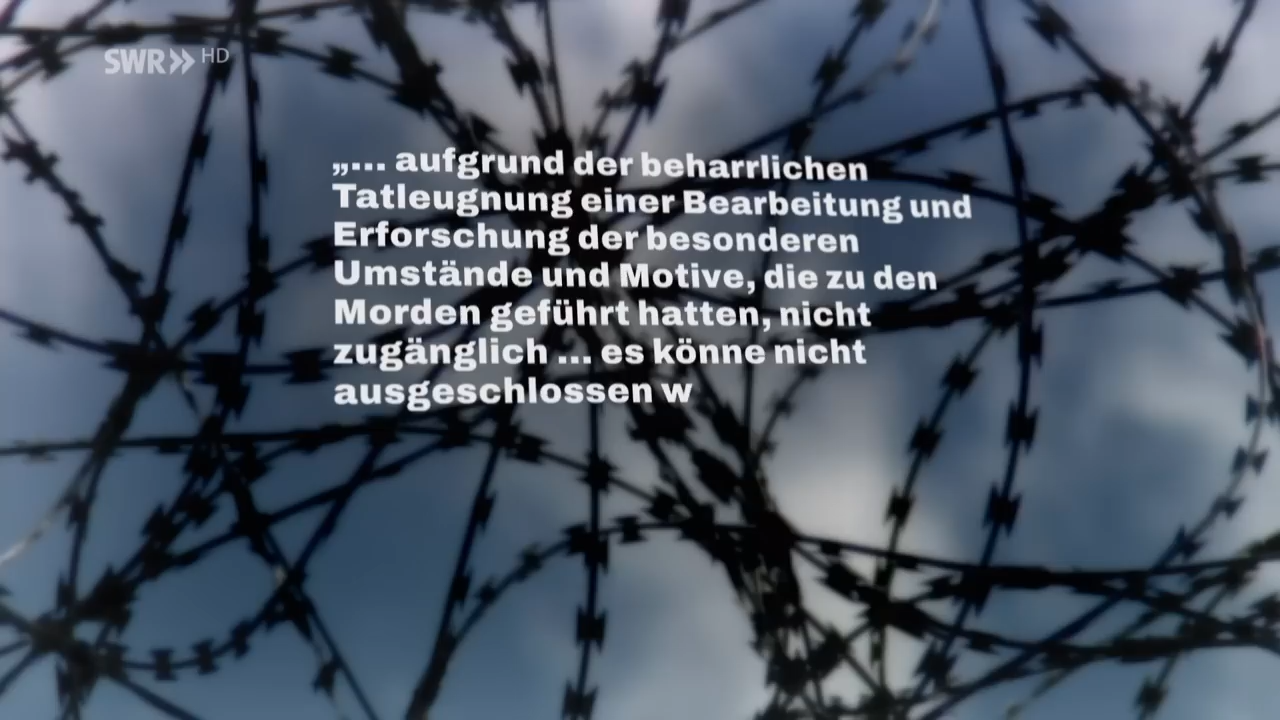 SWR» HD
„... aufgrund der beharrlichen
Tatleugnung einer Bearbeitung und
Erforschung der besonderen
Umstände und Motive, die zu den
Morden geführt hatten, nicht
zugänglich ... es könne nicht
ausgeschlossen w